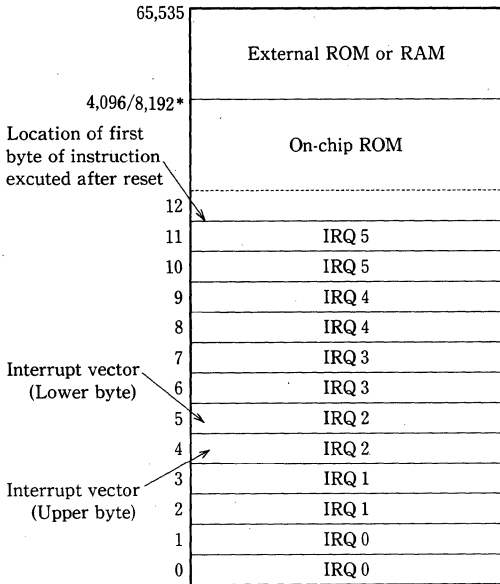 65,535
External ROM or RAM
4,096/8,192*
Location of first
byte of instruction
excuted after reset
On-chip ROM
12
11 IRQ 5
10 IRQ 5
9 IRQ 4
8 IRQ 4
7 IRQ 3
Interrupt vector
(Lower byte)
6 IRQ 3
5 IRQ 2
4 IRQ 2
3 IRQ 1
Interrupt vector
(Upper byte)
2 IRQ 1
1 IRQ 0
0 IRQ 0